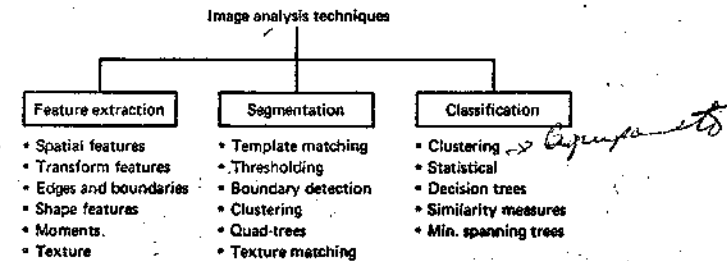 Image analysis techniques
Feature extraction
• Spatial features
• Transform features
• Edges and boundaries
• Shape features
• Moments
• Texture
Segmentation
• Template matching
• Thresholding
• Boundary detection
• Clustering
• Quad-trees
• Texture matching
Classification
• Clustering →
• Statistical
• Decision trees
• Similarity measures
• Min. spanning trees